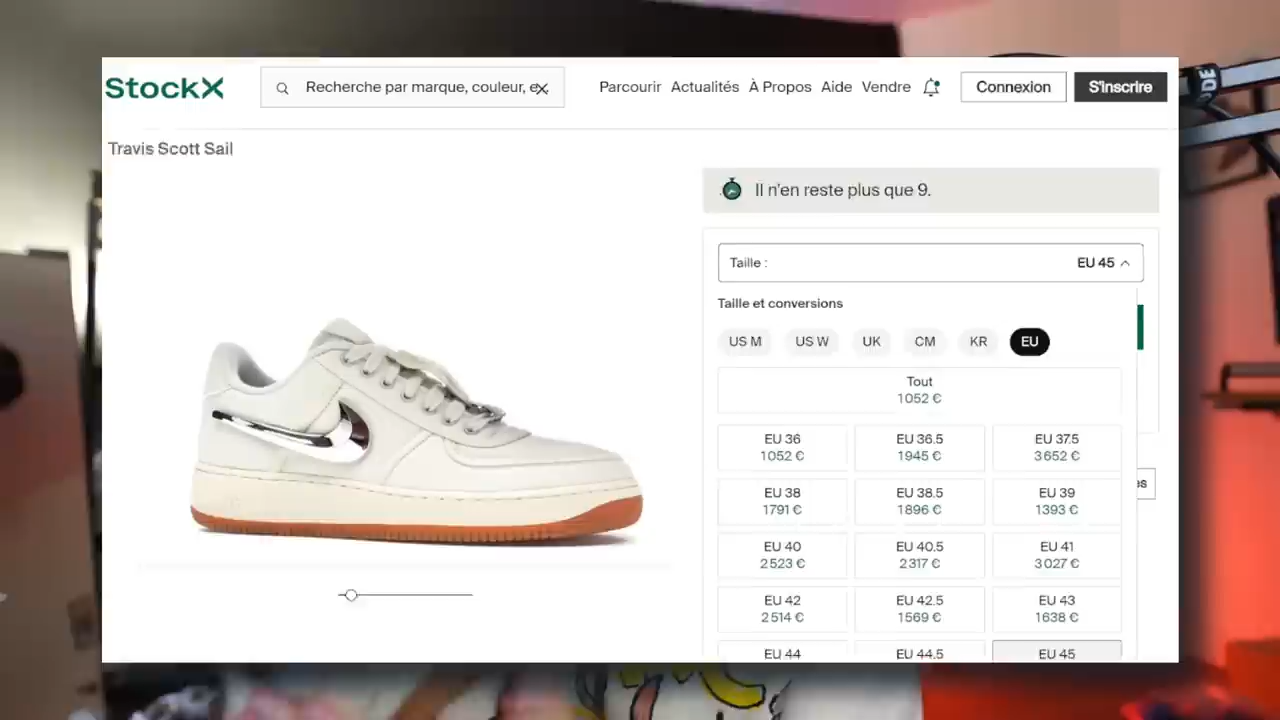 StockX
Recherche par marque, couleur, e
Parcourir Actualités À Propos Aide Vendre
Connexion
S'inscrire
Travis Scott Sail
Il n'en reste plus que 9.
Taille :
EU 45
Taille et conversions
US M US W UK CM KR EU
Tout
1052 €
EU 36
1052 €
EU 36.5
1945 €
EU 37.5
3652 €
EU 38
1791 €
EU 38.5
1896 €
EU 39
1393 €
EU 40
2523 €
EU 40.5
2317 €
EU 41
3027 €
EU 42
2514 €
EU 42.5
1569 €
EU 43
1638 €
EU 44
EU 44.5
EU 45